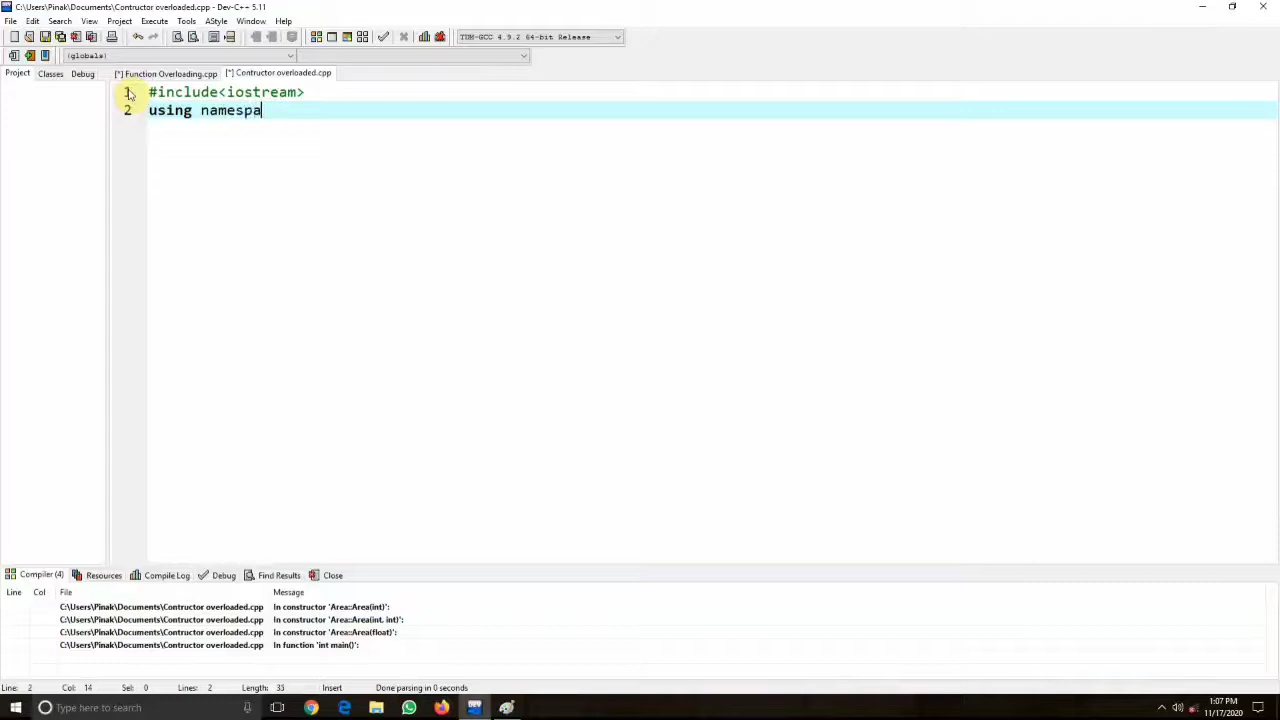 C:\Users\Pinak\Documents\Contructor overloaded.cpp - Dev-C++ 5.11
File Edit Search View Project Execute Tools AStyle Window Help
TDM-GCC 4.9.2 64-bit Release
(globals)
Project Classes Debug [*] Function Overloading.cpp [*] Contructor overloaded.cpp
1 #include<iostream>
2 using namespa
Compiler (4) Resources Compile Log Debug Find Results Close
Line Col File Message
C:\Users\Pinak\Documents\Contructor overloaded.cpp In constructor 'Area::Area(int)':
C:\Users\Pinak\Documents\Contructor overloaded.cpp In constructor 'Area::Area(int, int)':
C:\Users\Pinak\Documents\Contructor overloaded.cpp In constructor 'Area::Area(float)':
C:\Users\Pinak\Documents\Contructor overloaded.cpp In function 'int main()':
Line: 2 Col: 14 Sel: 0 Lines: 2 Length: 33 Insert Done parsing in 0 seconds
Type here to search
1:07 PM
11/17/2020